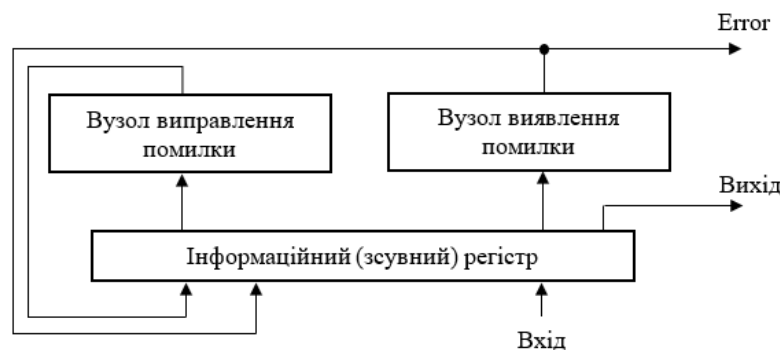 Error
Вузол виправлення
помилки
Вузол виявлення
помилки
Вихід
Інформаційний (зсувний) регістр
Вхід